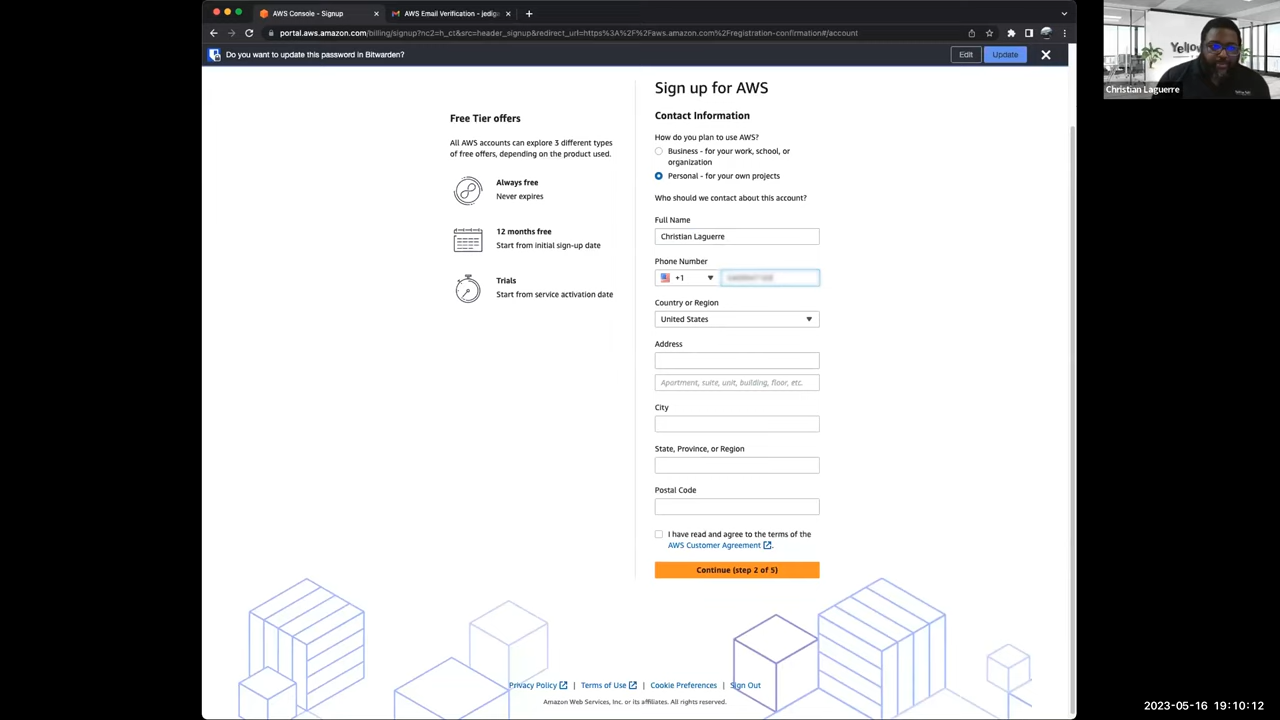 AWS Console - Signup
AWS Email Verification - jedig
portal.aws.amazon.com/billing/signup?nc2=h_ct&src=header_signup&redirect_url=https%3A%2F%2Faws.amazon.com%2Fregistration-confirmation#/account
Do you want to update this password in Bitwarden?
Edit
Update
Christian Laguerre
Sign up for AWS
Free Tier offers
All AWS accounts can explore 3 different types
of free offers, depending on the product used.
Always free
Never expires
12 months free
Start from initial sign-up date
Trials
Start from service activation date
Contact Information
How do you plan to use AWS?
Business - for your work, school, or
organization
Personal - for your own projects
Who should we contact about this account?
Full Name
Christian Laguerre
Phone Number
+1
Country or Region
United States
Address
Apartment, suite, unit, building, floor, etc.
City
State, Province, or Region
Postal Code
I have read and agree to the terms of the
AWS Customer Agreement.
Continue (step 2 of 5)
Privacy Policy | Terms of Use | Cookie Preferences | Sign Out
Amazon Web Services, Inc. or its affiliates. All rights reserved.
2023-05-16 19:10:12